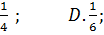 1/4 ; D. 1/6;